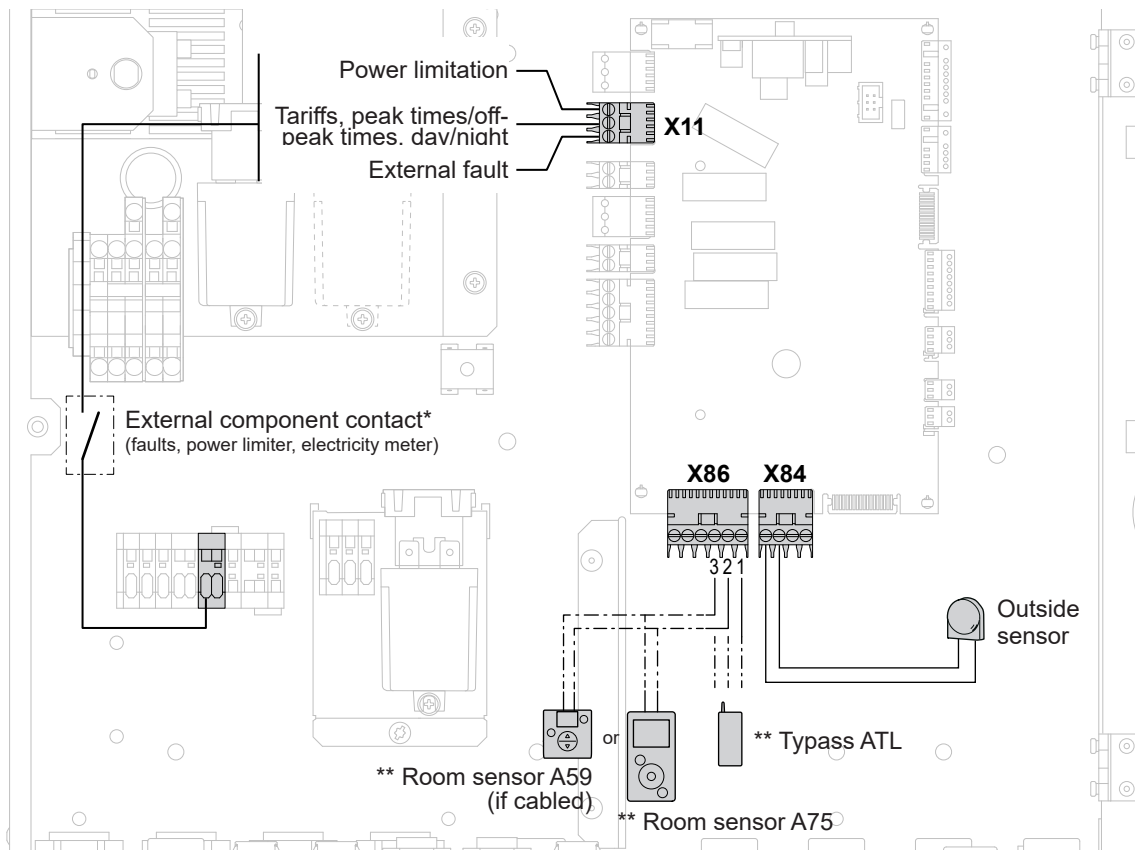 Power limitation
Tariffs, peak times/off-
peak times, day/night
External fault
X11
External component contact*
(faults, power limiter, electricity meter)
X86
X84
3 2 1
Outside
sensor
or
** Typass ATL
** Room sensor A59
(if cabled)
** Room sensor A75